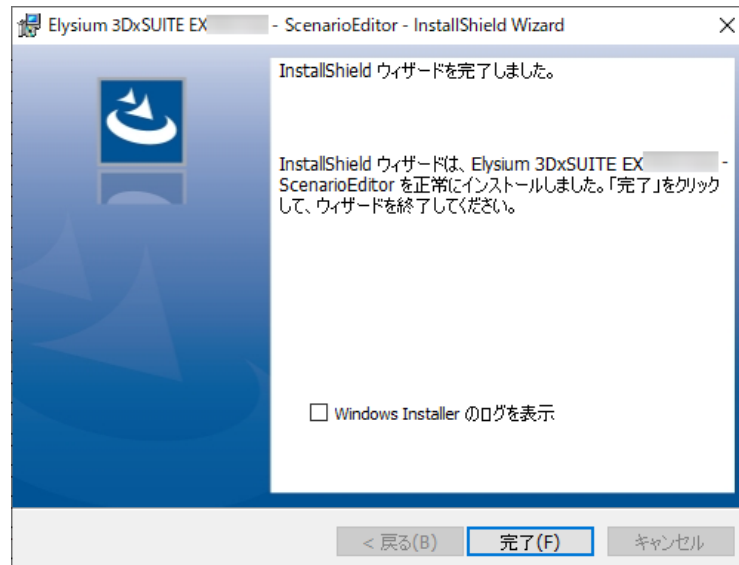 Elysium 3DxSUITE EX - ScenarioEditor - InstallShield Wizard
InstallShield ウィザードを完了しました。
InstallShield ウィザードは、Elysium 3DxSUITE EX -
ScenarioEditor を正常にインストールしました。「完了」をクリック
して、ウィザードを終了してください。
Windows Installer のログを表示
< 戻る(B) 完了(F) キャンセル